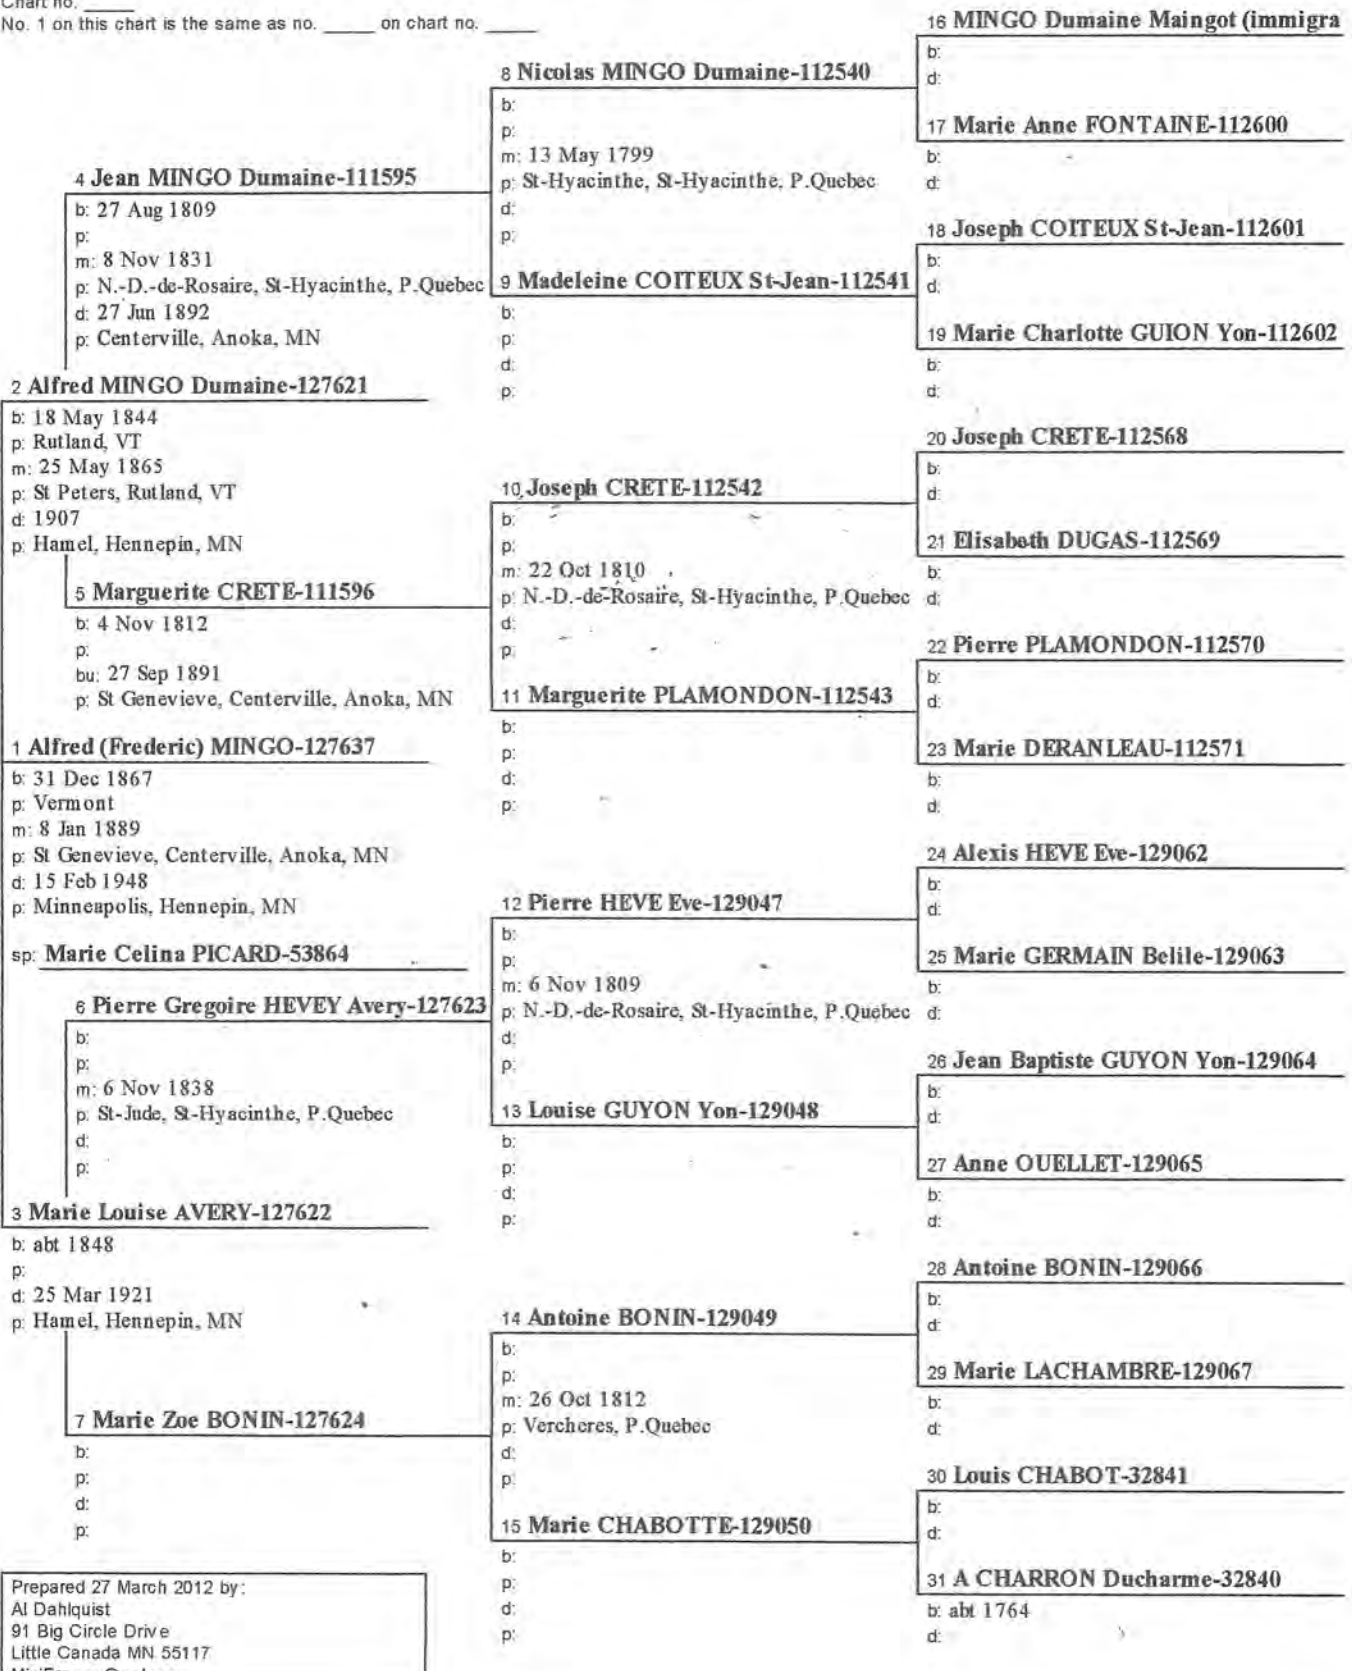 Chart no. _____
No. 1 on this chart is the same as no. _____ on chart no. _____
16 MINGO Dumaine Maingot (immigra
b:
d:
8 Nicolas MINGO Dumaine-112540
b:
p:
m: 13 May 1799
p: St-Hyacinthe, St-Hyacinthe, P.Quebec
d:
p:
17 Marie Anne FONTAINE-112600
b:
d:
4 Jean MINGO Dumaine-111595
b: 27 Aug 1809
p:
m: 8 Nov 1831
p: N.-D.-de-Rosaire, St-Hyacinthe, P.Quebec
d: 27 Jun 1892
p: Centerville, Anoka, MN
18 Joseph COITEUX St-Jean-112601
b:
d:
9 Madeleine COITEUX St-Jean-112541
b:
p:
d:
p:
19 Marie Charlotte GUION Yon-112602
b:
d:
2 Alfred MINGO Dumaine-127621
b: 18 May 1844
p: Rutland, VT
m: 25 May 1865
p: St Peters, Rutland, VT
d: 1907
p: Hamel, Hennepin, MN
20 Joseph CRETE-112568
b:
d:
10 Joseph CRETE-112542
b:
p:
m: 22 Oct 1810
p: N.-D.-de-Rosaire, St-Hyacinthe, P.Quebec
d:
p:
21 Elisabeth DUGAS-112569
b:
d:
5 Marguerite CRETE-111596
b: 4 Nov 1812
p:
bu: 27 Sep 1891
p: St Genevieve, Centerville, Anoka, MN
22 Pierre PLAMONDON-112570
b:
d:
11 Marguerite PLAMONDON-112543
b:
p:
d:
p:
23 Marie DERANLEAU-112571
b:
d:
1 Alfred (Frederic) MINGO-127637
b: 31 Dec 1867
p: Vermont
m: 8 Jan 1889
p: St Genevieve, Centerville, Anoka, MN
d: 15 Feb 1948
p: Minneapolis, Hennepin, MN
sp: Marie Celina PICARD-53864
24 Alexis HEVE Eve-129062
b:
d:
12 Pierre HEVE Eve-129047
b:
p:
m: 6 Nov 1809
p: N.-D.-de-Rosaire, St-Hyacinthe, P.Quebec
d:
p:
25 Marie GERMAIN Belile-129063
b:
d:
6 Pierre Gregoire HEVEY Avery-127623
b:
p:
m: 6 Nov 1838
p: St-Jude, St-Hyacinthe, P.Quebec
d:
p:
26 Jean Baptiste GUYON Yon-129064
b:
d:
13 Louise GUYON Yon-129048
b:
p:
d:
p:
27 Anne OUELLET-129065
b:
d:
3 Marie Louise AVERY-127622
b: abt 1848
p:
d: 25 Mar 1921
p: Hamel, Hennepin, MN
28 Antoine BONIN-129066
b:
d:
14 Antoine BONIN-129049
b:
p:
m: 26 Oct 1812
p: Vercheres, P.Quebec
d:
p:
29 Marie LACHAMBRE-129067
b:
d:
7 Marie Zoe BONIN-127624
b:
p:
d:
p:
30 Louis CHABOT-32841
b:
d:
15 Marie CHABOTTE-129050
b:
p:
d:
p:
31 A CHARRON Ducharme-32840
b: abt 1764
d:
Prepared 27 March 2012 by:
Al Dahlquist
91 Big Circle Drive
Little Canada MN 55117